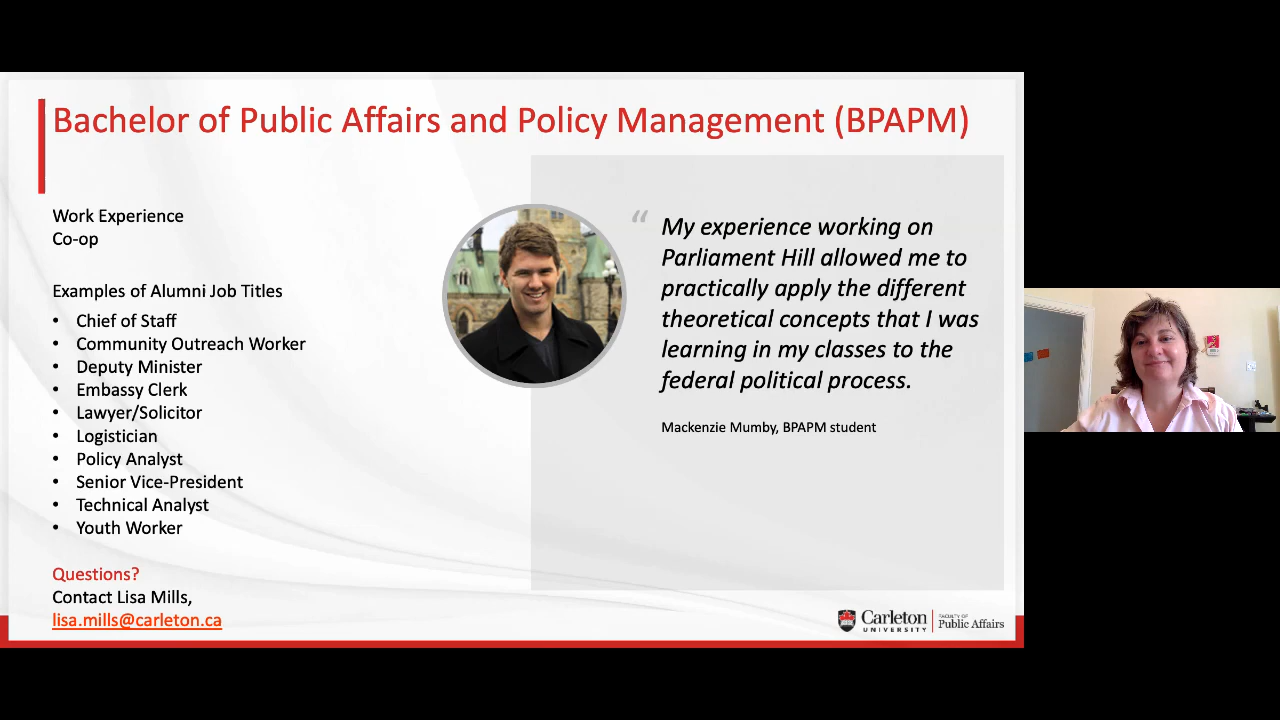 Bachelor of Public Affairs and Policy Management (BPAPM)
Work Experience
Co-op
Examples of Alumni Job Titles
• Chief of Staff
• Community Outreach Worker
• Deputy Minister
• Embassy Clerk
• Lawyer/Solicitor
• Logistician
• Policy Analyst
• Senior Vice-President
• Technical Analyst
• Youth Worker
Questions?
Contact Lisa Mills,
lisa.mills@carleton.ca
“ My experience working on
Parliament Hill allowed me to
practically apply the different
theoretical concepts that I was
learning in my classes to the
federal political process.
Mackenzie Mumby, BPAPM student
Carleton
UNIVERSITY
FACULTY OF
Public Affairs